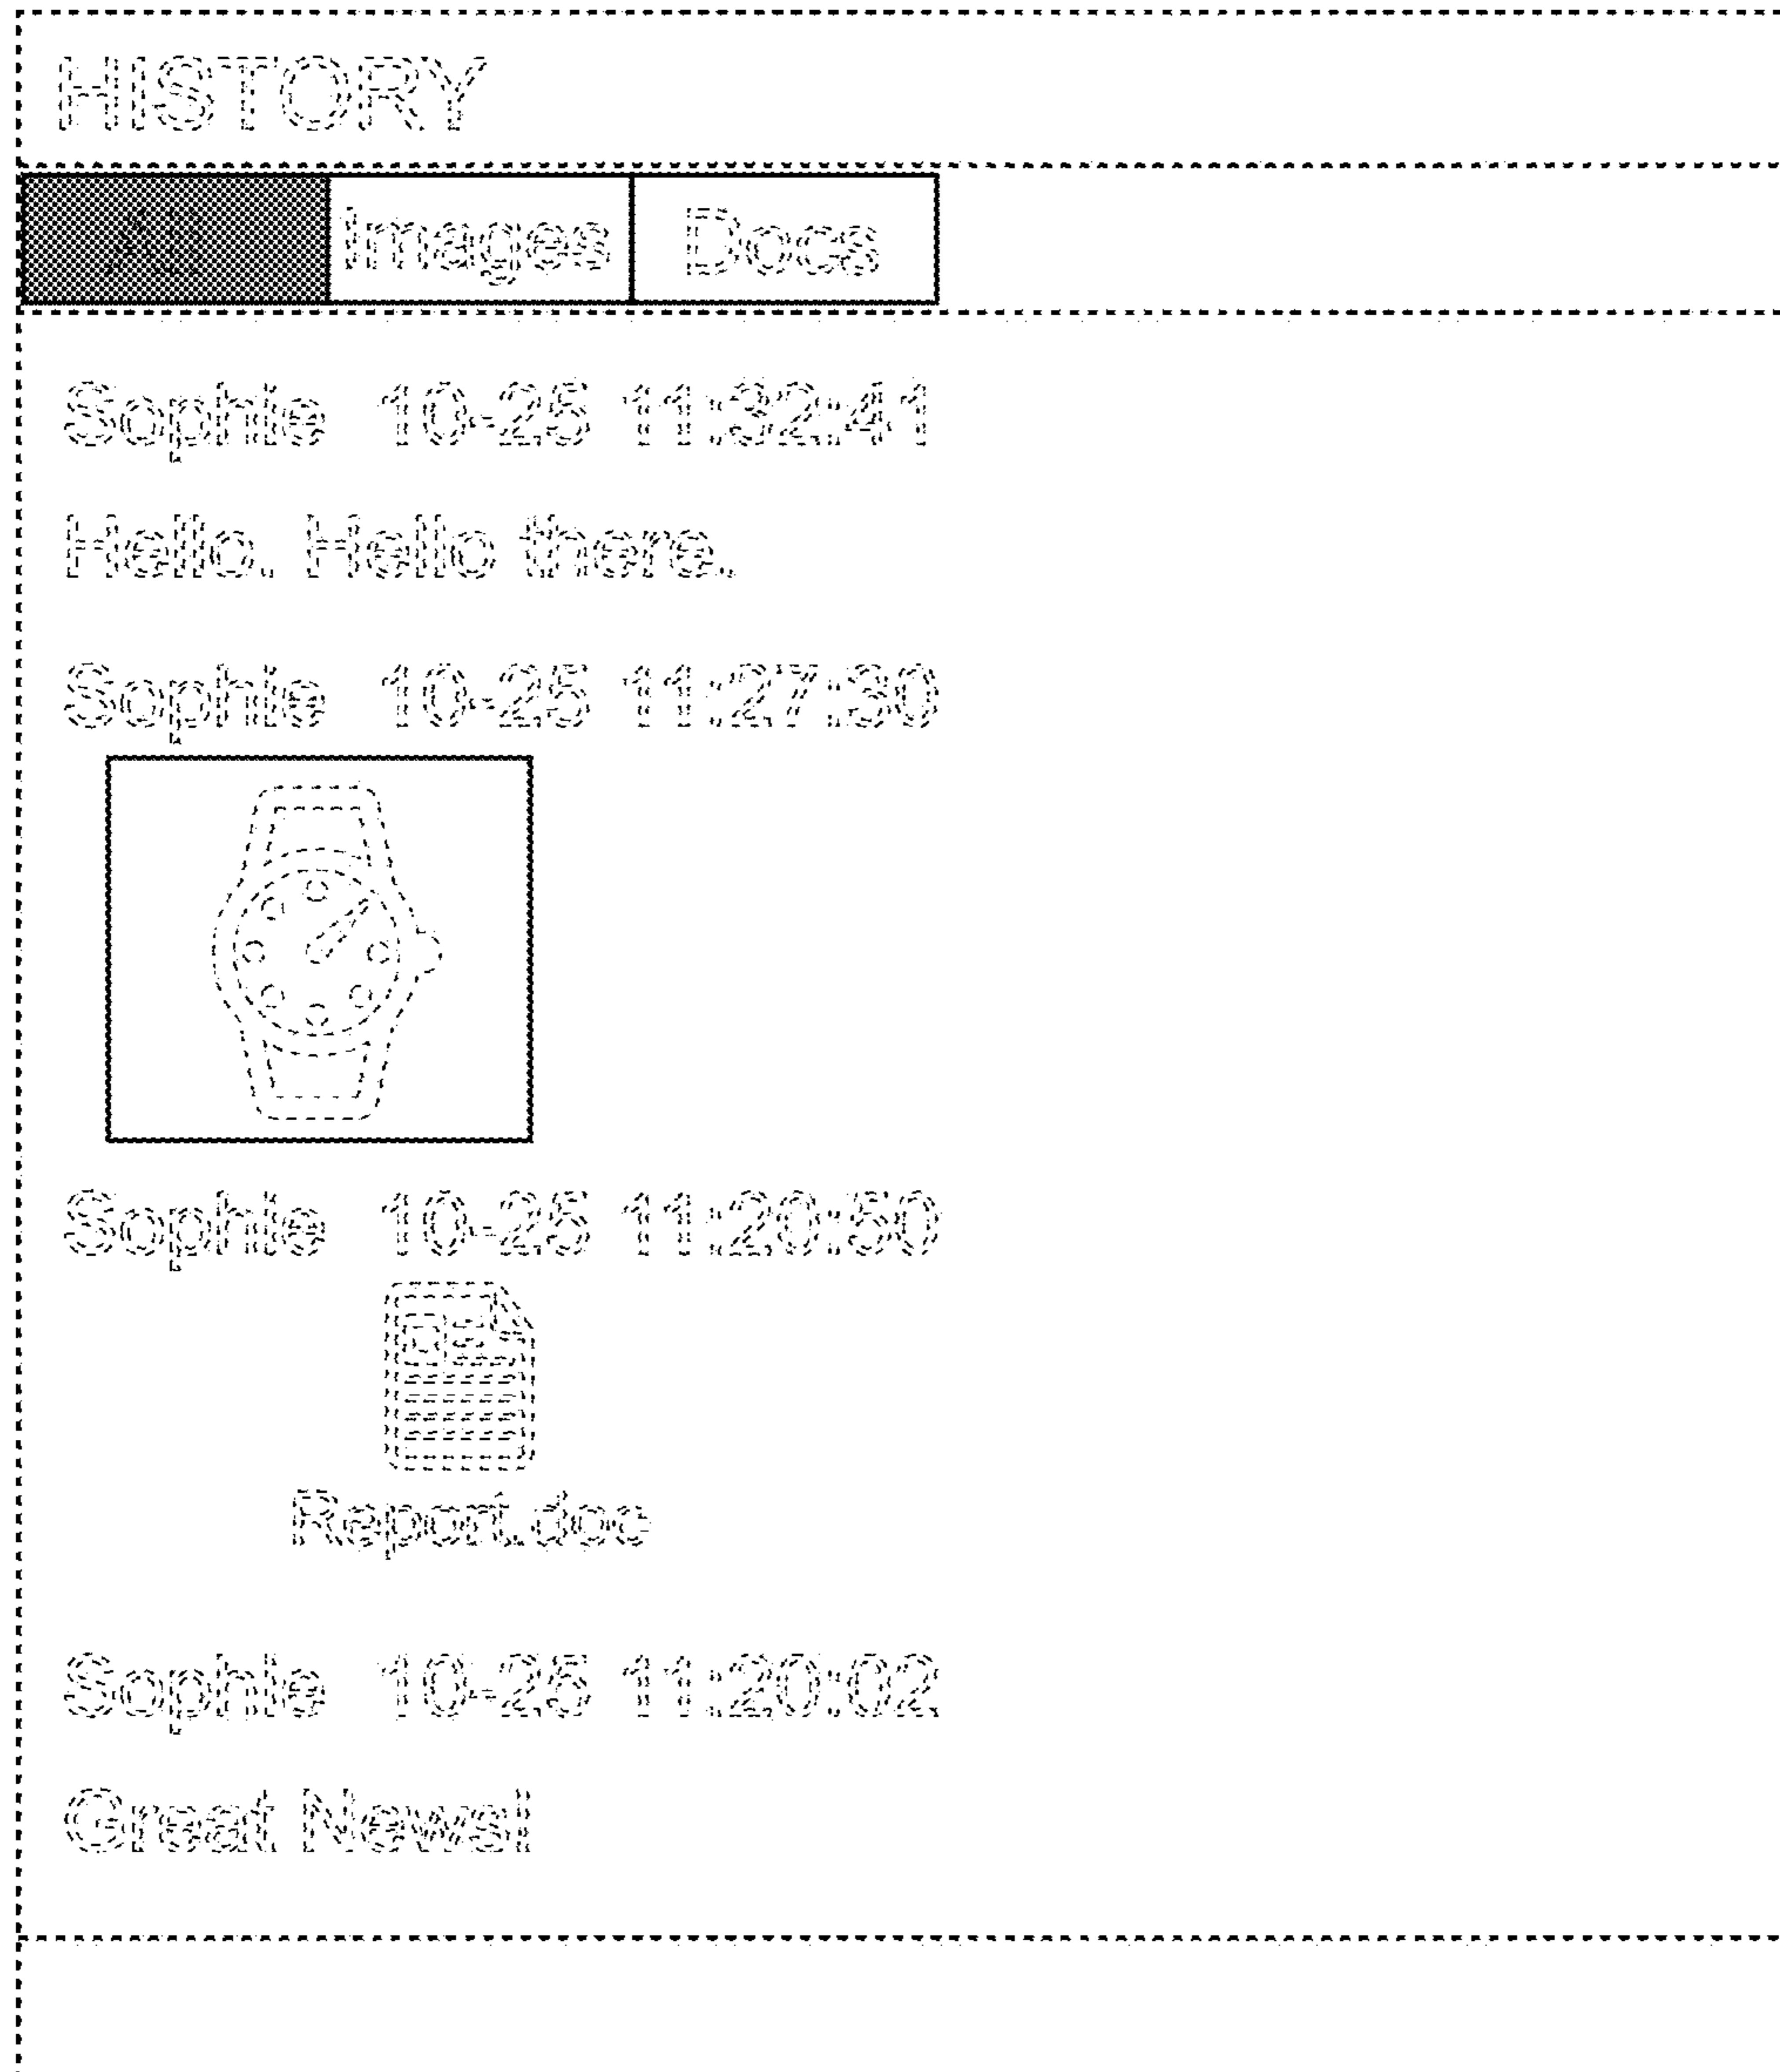 HISTORY
All Images Docs
Sophie 10-25 11:32:41
Hello. Hello there.
Sophie 10-25 11:27:30
Sophie 10-25 11:20:50
Report.doc
Sophie 10-25 11:20:02
Great News!